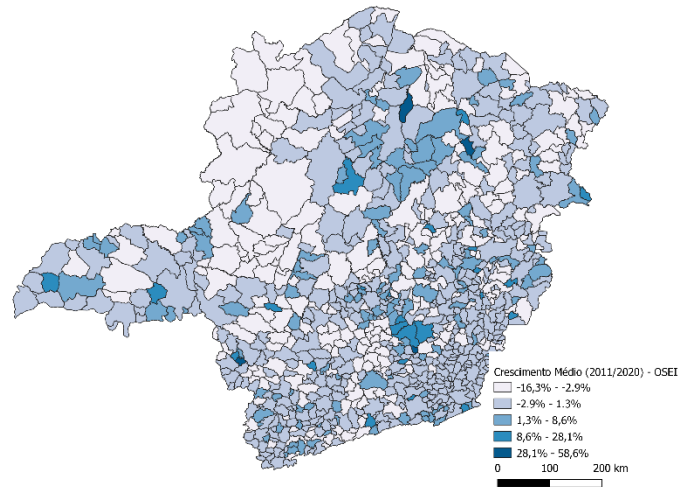 Crescimento Médio (2011/2020) - OSEI
-16,3% - -2.9%
-2.9% - 1.3%
1,3% - 8,6%
8,6% - 28,1%
28,1% - 58,6%
0 100 200 km